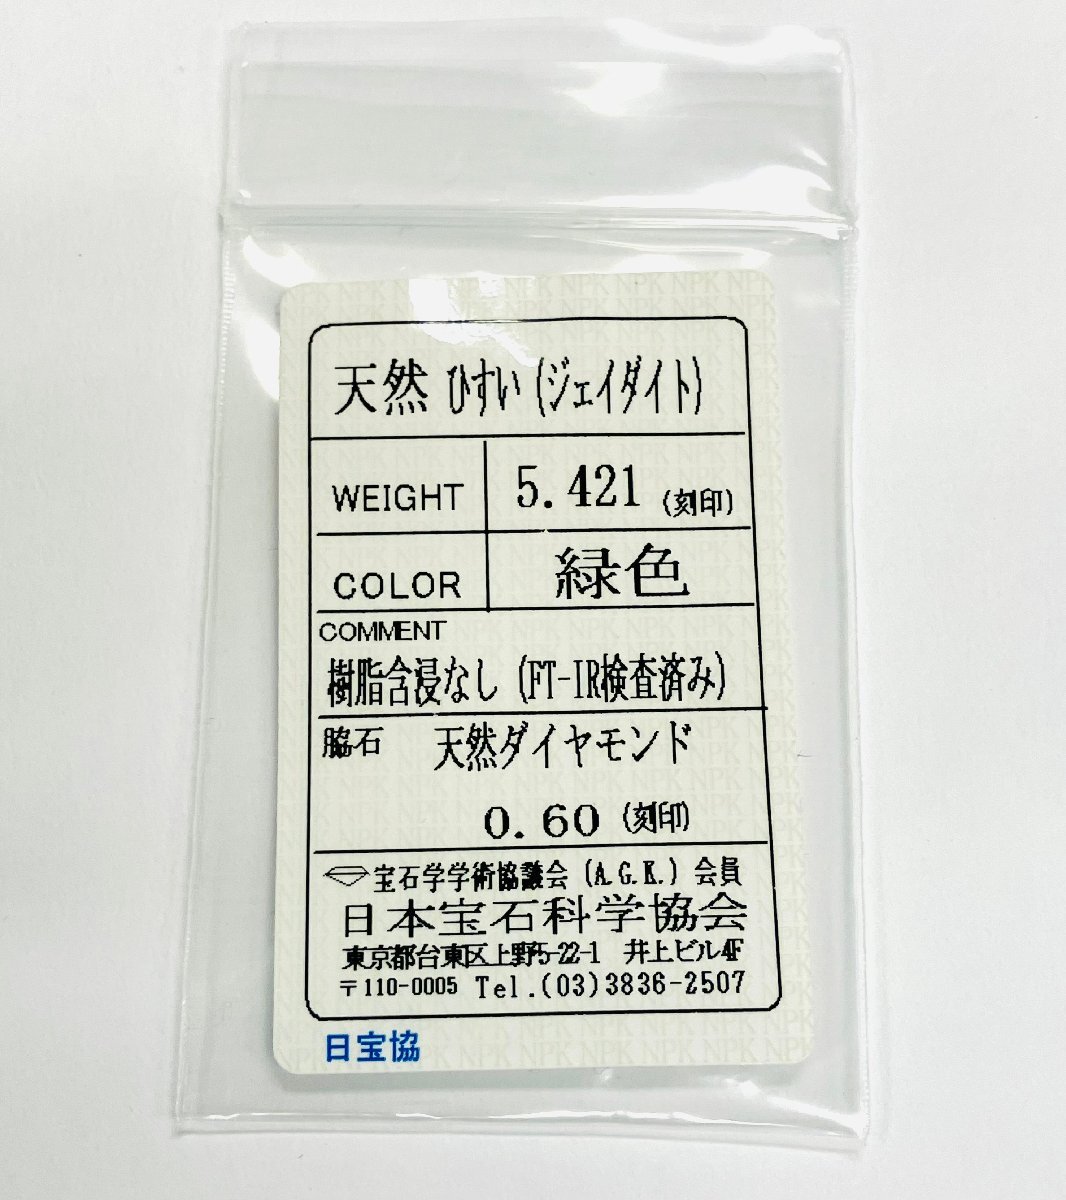 天然 ひすい (ジェイダイト)
WEIGHT 5.421 (刻印)
COLOR 緑色
COMMENT
樹脂含浸なし (FT-IR検査済み)
脇石 天然ダイヤモンド
0.60 (刻印)
宝石学学術協議会 (A.G.K.) 会員
日本宝石科学協会
東京都台東区上野5-22-1 井上ビル4F
〒110-0005 Tel.(03)3836-2507
日宝協